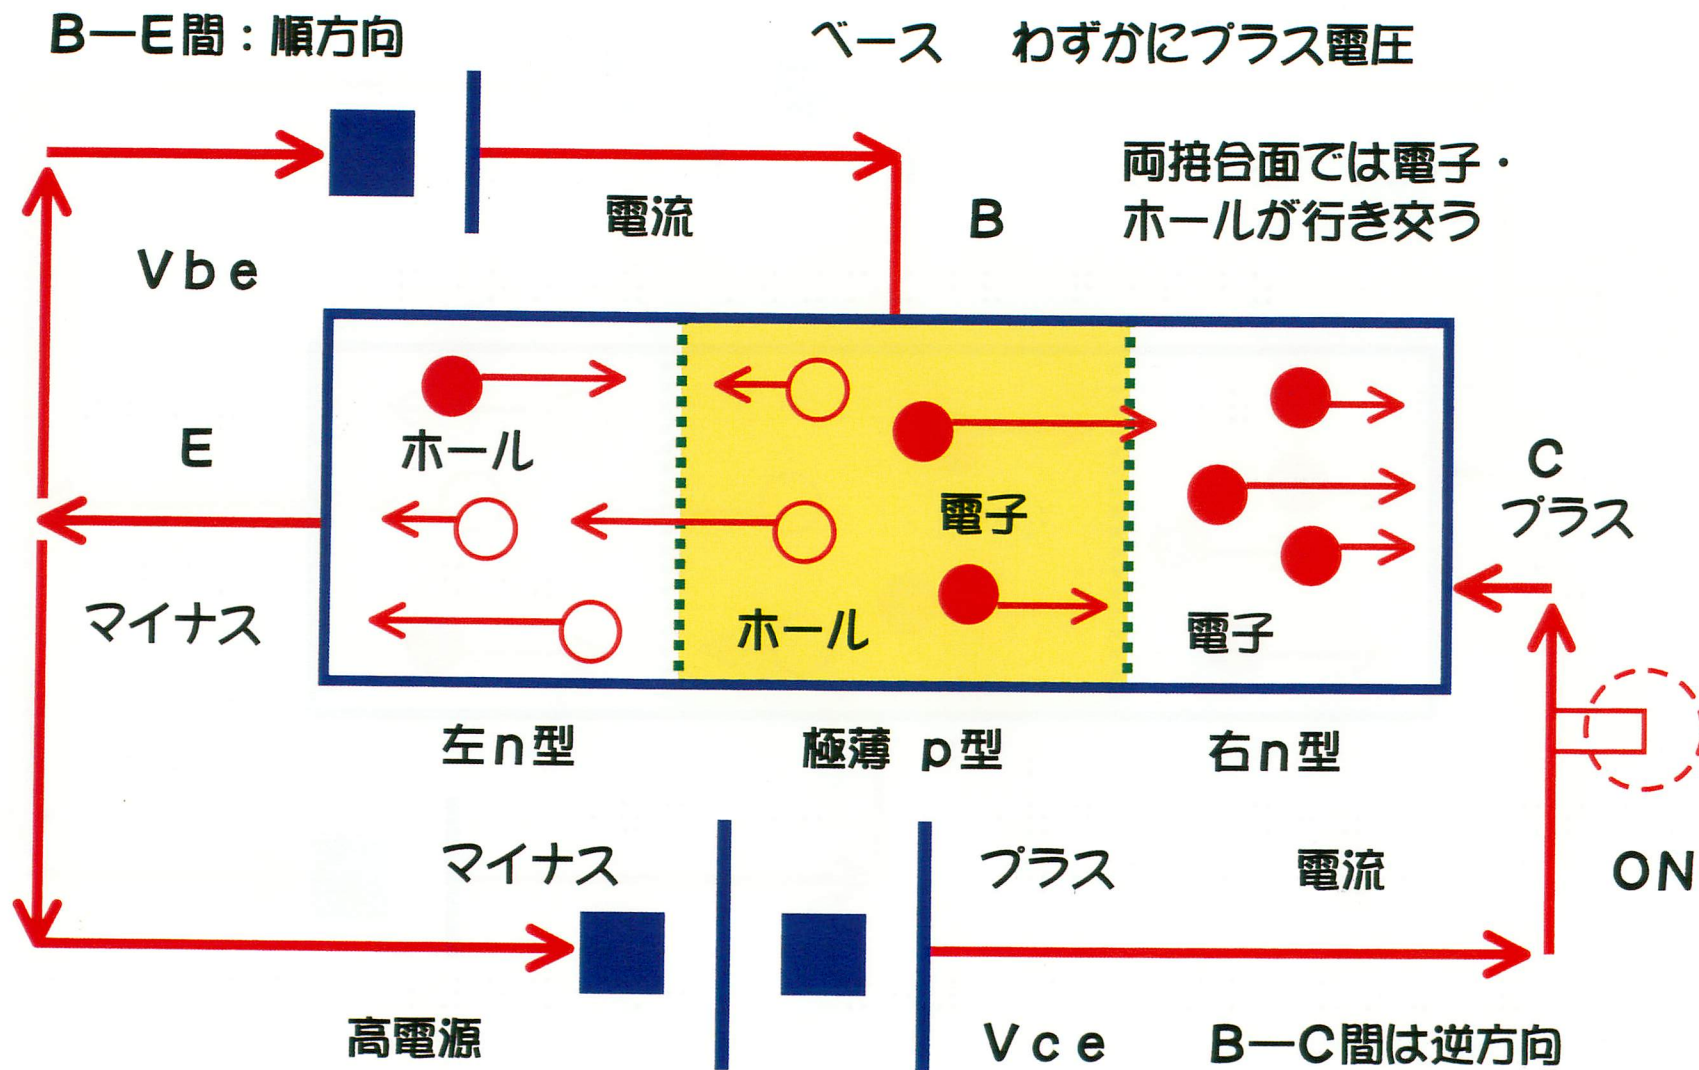 B—E間：順方向
ベース　わずかにプラス電圧
両接合面では電子・
ホールが行き交う
電流
B
Vbe
E
ホール
電子
C
プラス
マイナス
ホール
電子
左n型
極薄 p型
右n型
マイナス
プラス
電流
ON
高電源
Vce
B—C間は逆方向